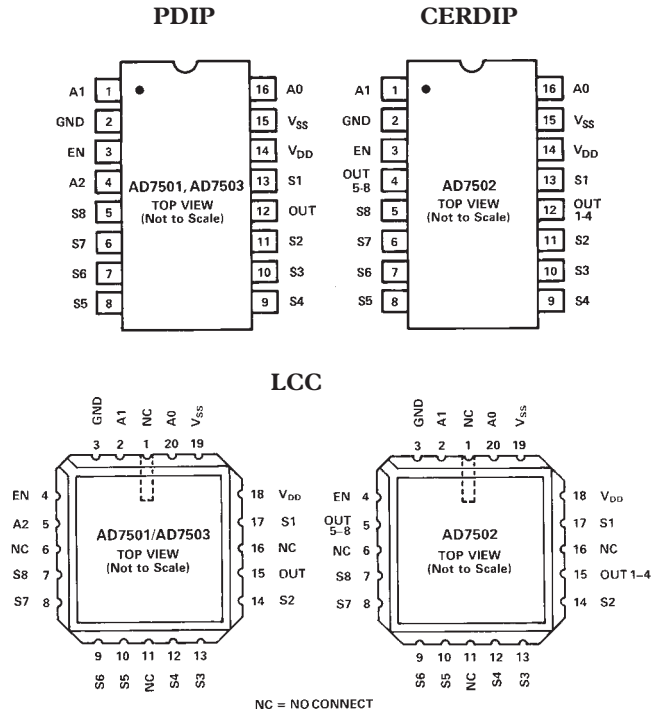 PDIP CERDIP
A1 1 16 A0 A1 1 16 A0
GND 2 15 VSS GND 2 15 VSS
EN 3 14 VDD EN 3 14 VDD
A2 4 13 S1 OUT 5-8 4 13 S1
AD7501, AD7503 AD7502
TOP VIEW TOP VIEW
(Not to Scale) (Not to Scale)
S8 5 12 OUT S8 5 12 OUT 1-4
S7 6 11 S2 S7 6 11 S2
S6 7 10 S3 S6 7 10 S3
S5 8 9 S4 S5 8 9 S4
LCC
GND A1 NC A0 VSS GND A1 NC A0 VSS
3 2 1 20 19 3 2 1 20 19
EN 4 18 VDD EN 4 18 VDD
A2 5 17 S1 OUT 5-8 5 17 S1
AD7501/AD7503 AD7502
TOP VIEW TOP VIEW
(Not to Scale) (Not to Scale)
NC 6 16 NC NC 6 16 NC
S8 7 15 OUT S8 7 15 OUT 1-4
S7 8 14 S2 S7 8 14 S2
9 10 11 12 13 9 10 11 12 13
S6 S5 NC S4 S3 S6 S5 NC S4 S3
NC = NO CONNECT